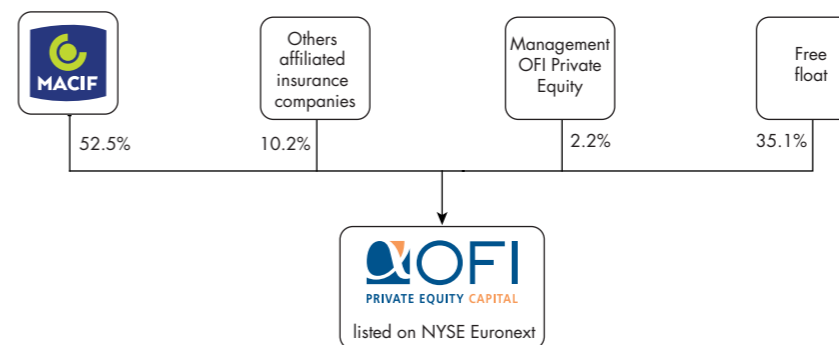 MACIF
Others
affiliated
insurance
companies
Management
OFI Private
Equity
Free
float
52.5%
10.2%
2.2%
35.1%
OFI
PRIVATE EQUITY CAPITAL
listed on NYSE Euronext